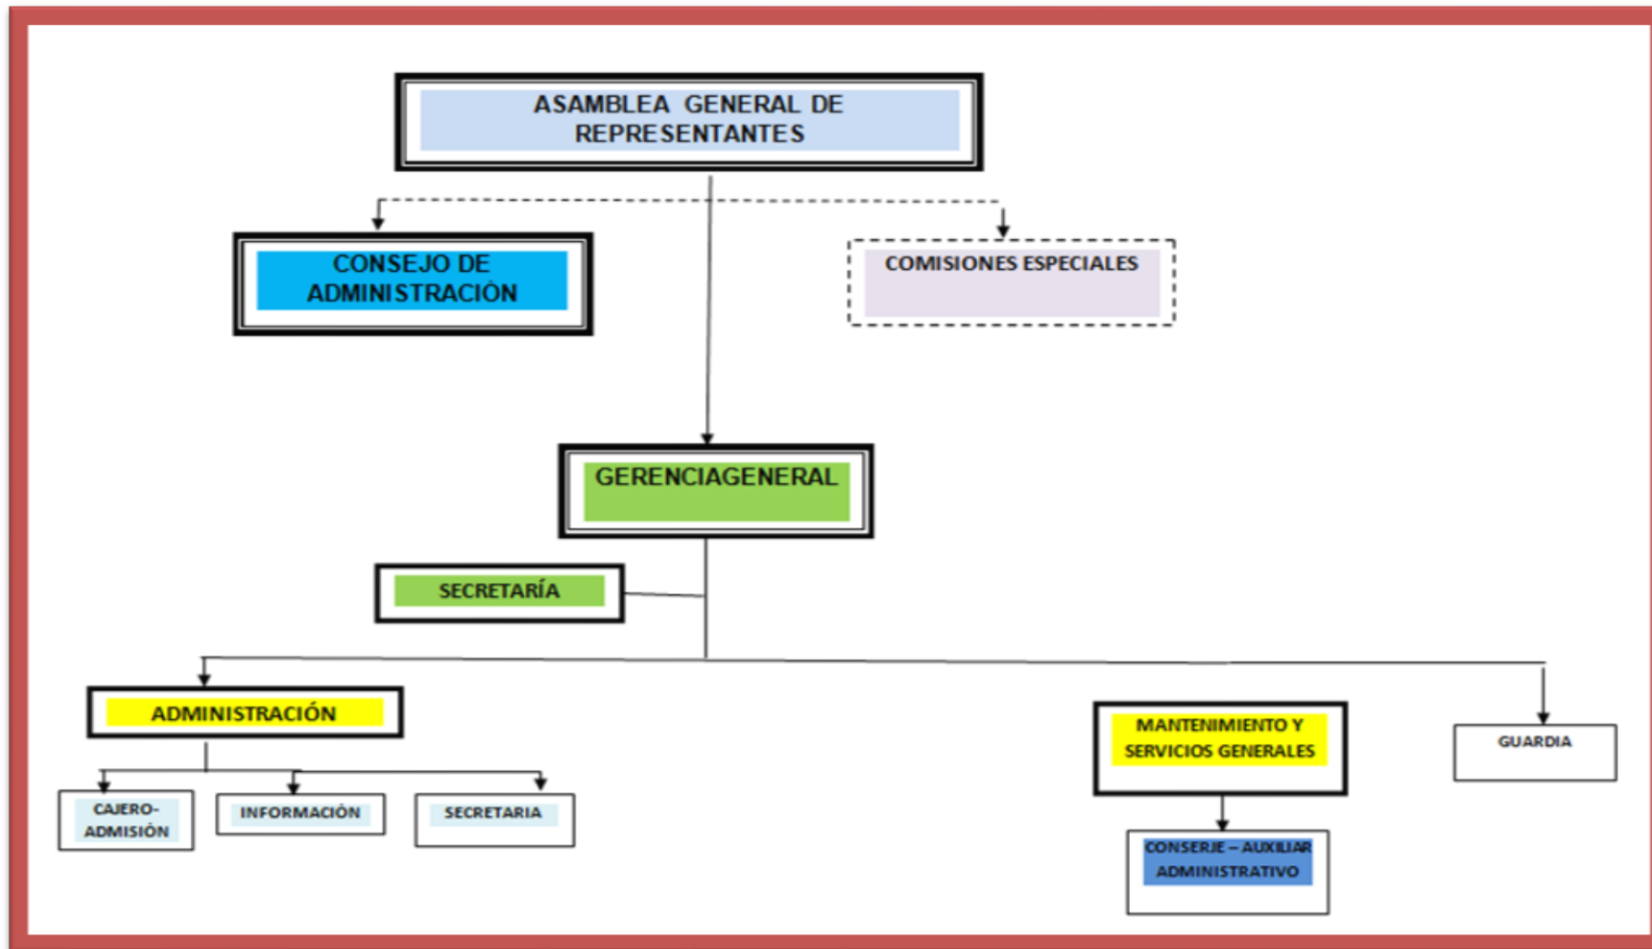 ASAMBLEA GENERAL DE
REPRESENTANTES
CONSEJO DE
ADMINISTRACIÓN
COMISIONES ESPECIALES
GERENCIAGENERAL
SECRETARÍA
ADMINISTRACIÓN
MANTENIMIENTO Y
SERVICIOS GENERALES
GUARDIA
CAJERO-
ADMISIÓN
INFORMACIÓN
SECRETARIA
CONSERJE – AUXILIAR
ADMINISTRATIVO